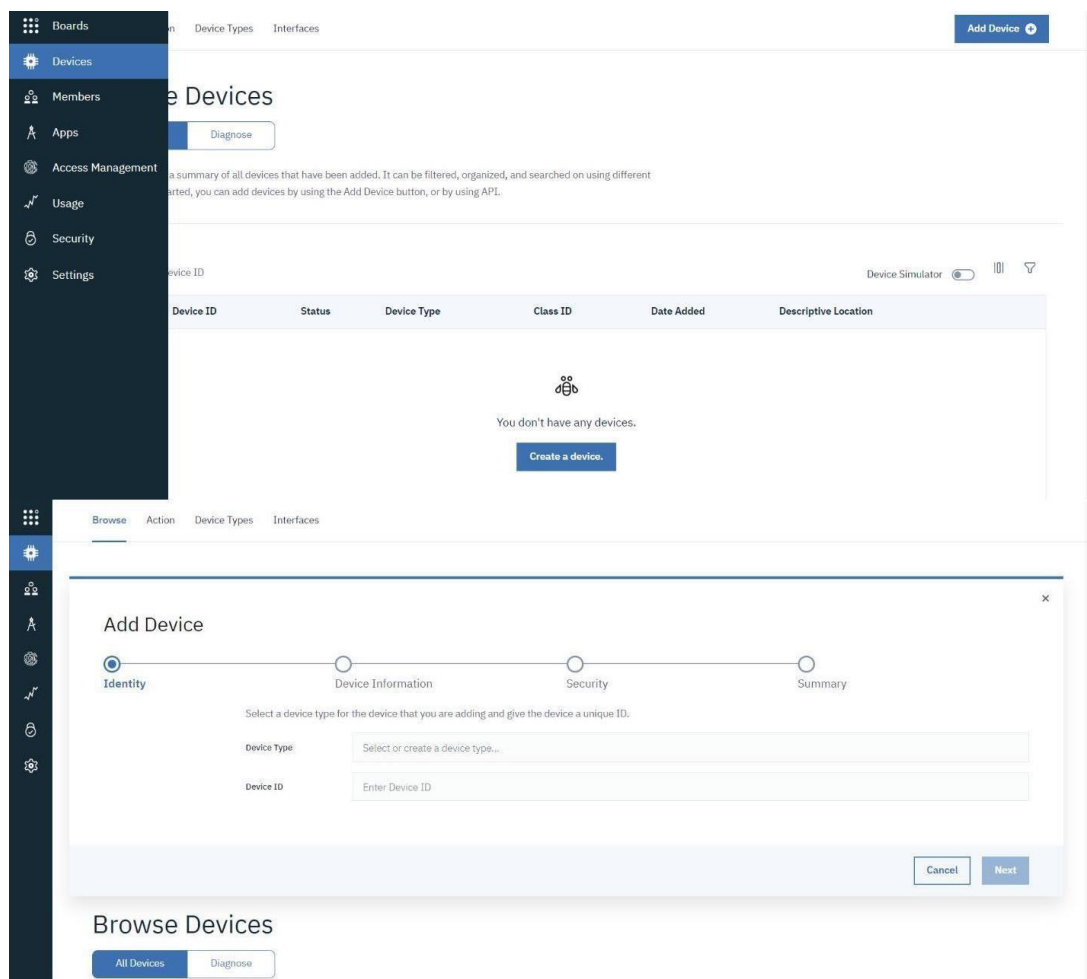 Boards
n Device Types Interfaces
Add Device
Devices
Members
e Devices
Apps
Diagnose
Access Management
a summary of all devices that have been added. It can be filtered, organized, and searched on using different
arted, you can add devices by using the Add Device button, or by using API.
Usage
Security
Settings
evice ID
Device Simulator
Device ID Status Device Type Class ID Date Added Descriptive Location
You don't have any devices.
Create a device.
Browse Action Device Types Interfaces
×
Add Device
Identity Device Information Security Summary
Select a device type for the device that you are adding and give the device a unique ID.
Device Type Select or create a device type...
Device ID Enter Device ID
Cancel Next
Browse Devices
All Devices Diagnose